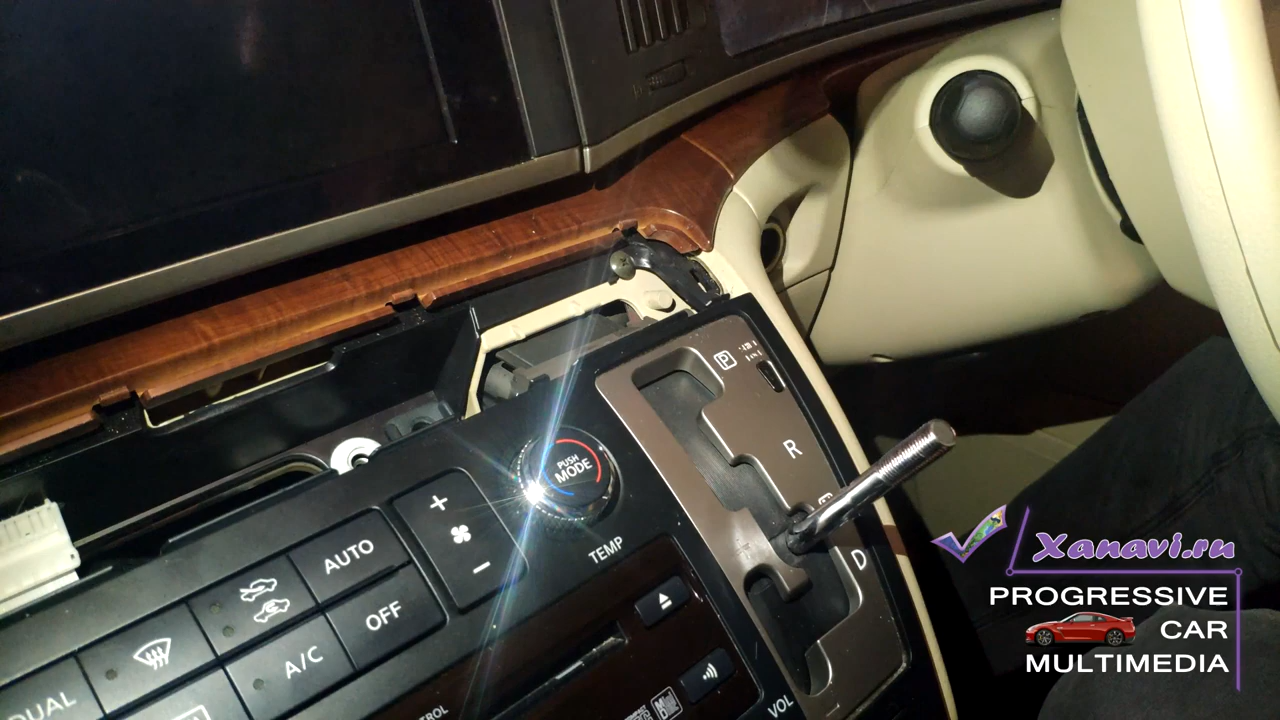 P
R
N
D
PUSH
MODE
TEMP
+
−
AUTO
OFF
A/C
DUAL
VOL
Xanavi.ru
PROGRESSIVE
CAR
MULTIMEDIA